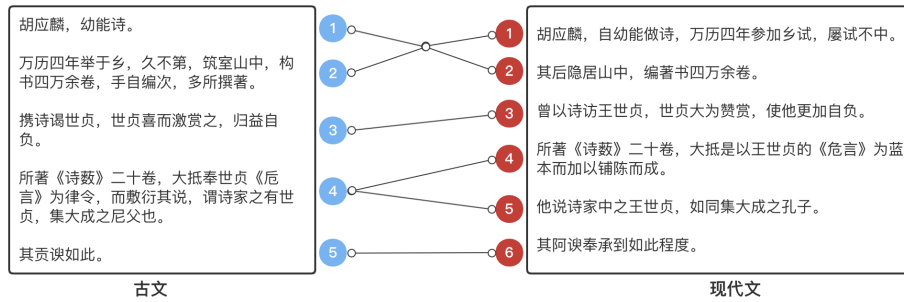 胡应麟，幼能诗。
万历四年举于乡，久不第，筑室山中，构
书四万余卷，手自编次，多所撰著。
携诗谒世贞，世贞喜而激赏之，归益自
负。
所著《诗薮》二十卷，大抵奉世贞《卮
言》为律令，而敷衍其说，谓诗家之有世
贞，集大成之尼父也。
其贡谀如此。
古文
1
2
3
4
5
1
2
3
4
5
6
胡应麟，自幼能做诗，万历四年参加乡试，屡试不中。
其后隐居山中，编著书四万余卷。
曾以诗访王世贞，世贞大为赞赏，使他更加自负。
所著《诗薮》二十卷，大抵是以王世贞的《危言》为蓝
本而加以铺陈而成。
他说诗家中之王世贞，如同集大成之孔子。
其阿谀奉承到如此程度。
现代文